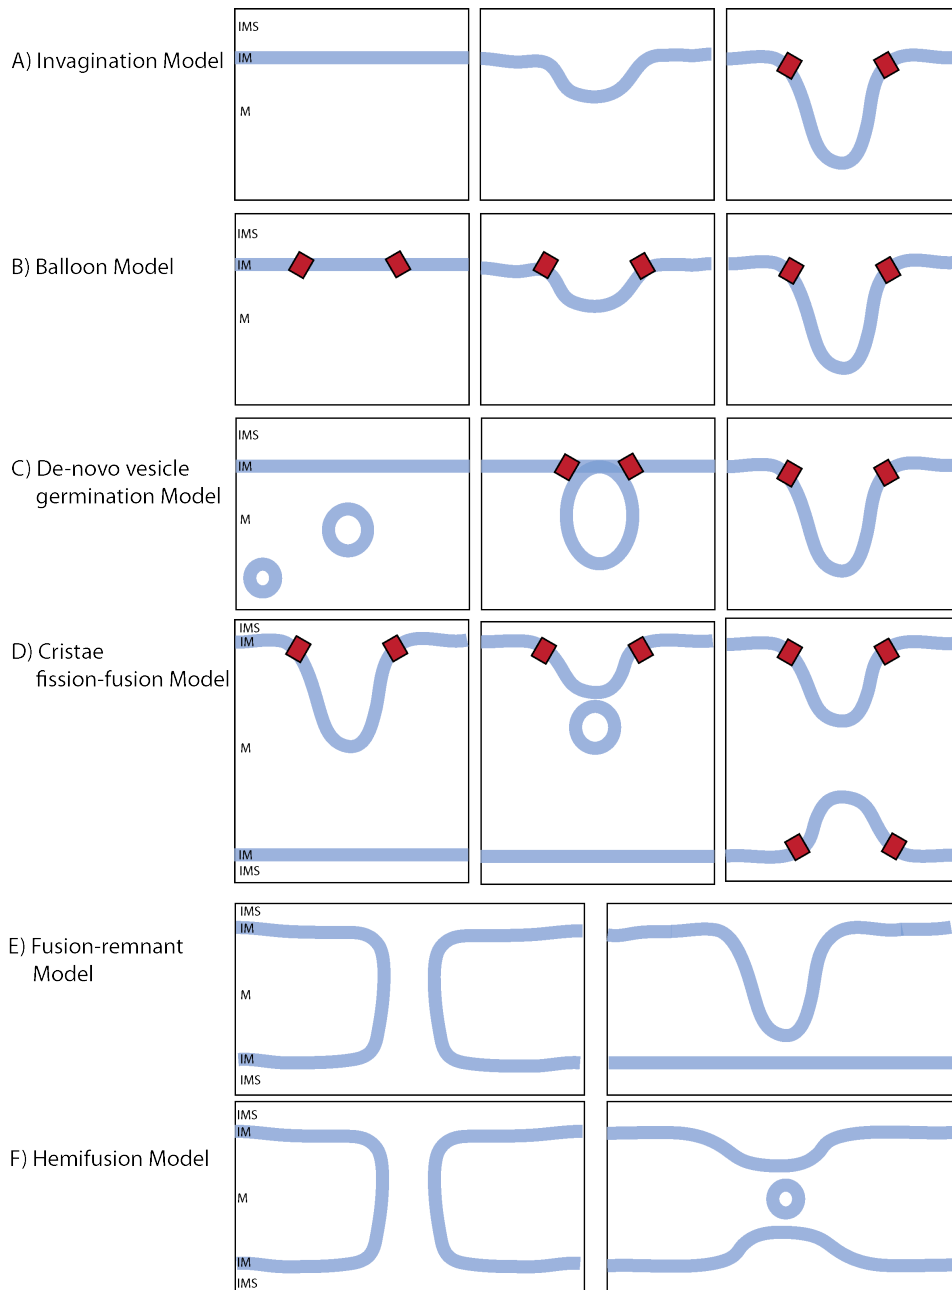 IMS
A) Invagination Model
IM
M
IMS
B) Balloon Model
IM
M
IMS
C) De-novo vesicle
germination Model
IM
M
IMS
IM
D) Cristae
fission-fusion Model
M
IM
IMS
IMS
IM
E) Fusion-remnant
Model
M
IM
IMS
IMS
IM
F) Hemifusion Model
M
IM
IMS